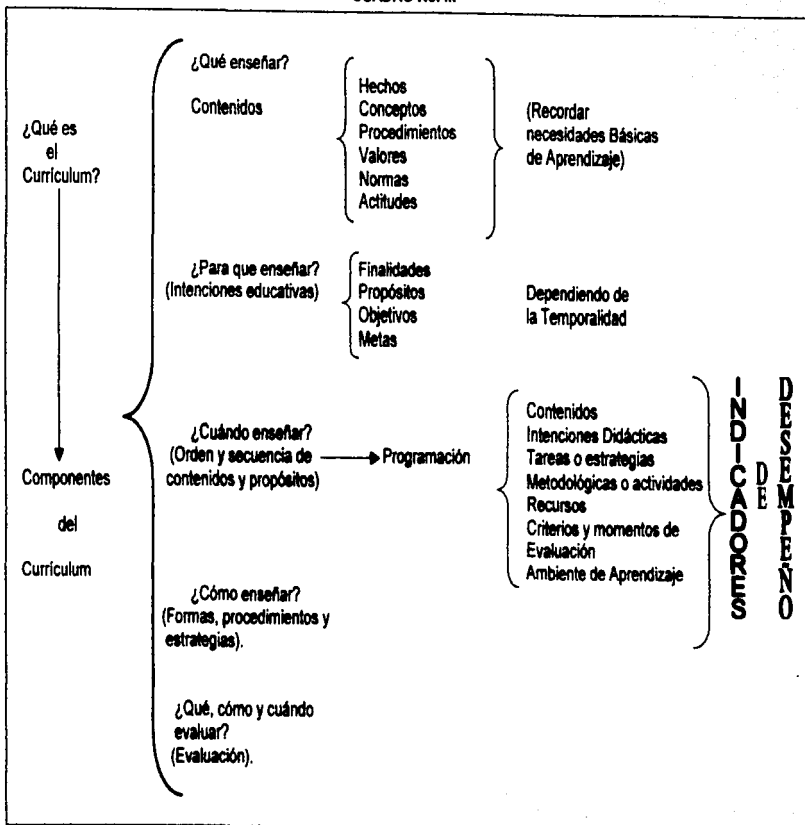 ¿Qué es
el
Currículum?
Componentes
del
Currículum
¿Qué enseñar?
Contenidos
Hechos
Conceptos
Procedimientos
Valores
Normas
Actitudes
(Recordar
necesidades Básicas
de Aprendizaje)
¿Para que enseñar?
(Intenciones educativas)
Finalidades
Propósitos
Objetivos
Metas
Dependiendo de
la Temporalidad
¿Cuándo enseñar?
(Orden y secuencia de
contenidos y propósitos)
Programación
Contenidos
Intenciones Didácticas
Tareas o estrategias
Metodológicas o actividades
Recursos
Criterios y momentos de
Evaluación
Ambiente de Aprendizaje
INDICADORES
DE
DESEMPEÑO
¿Cómo enseñar?
(Formas, procedimientos y
estrategias).
¿Qué, cómo y cuándo
evaluar?
(Evaluación).